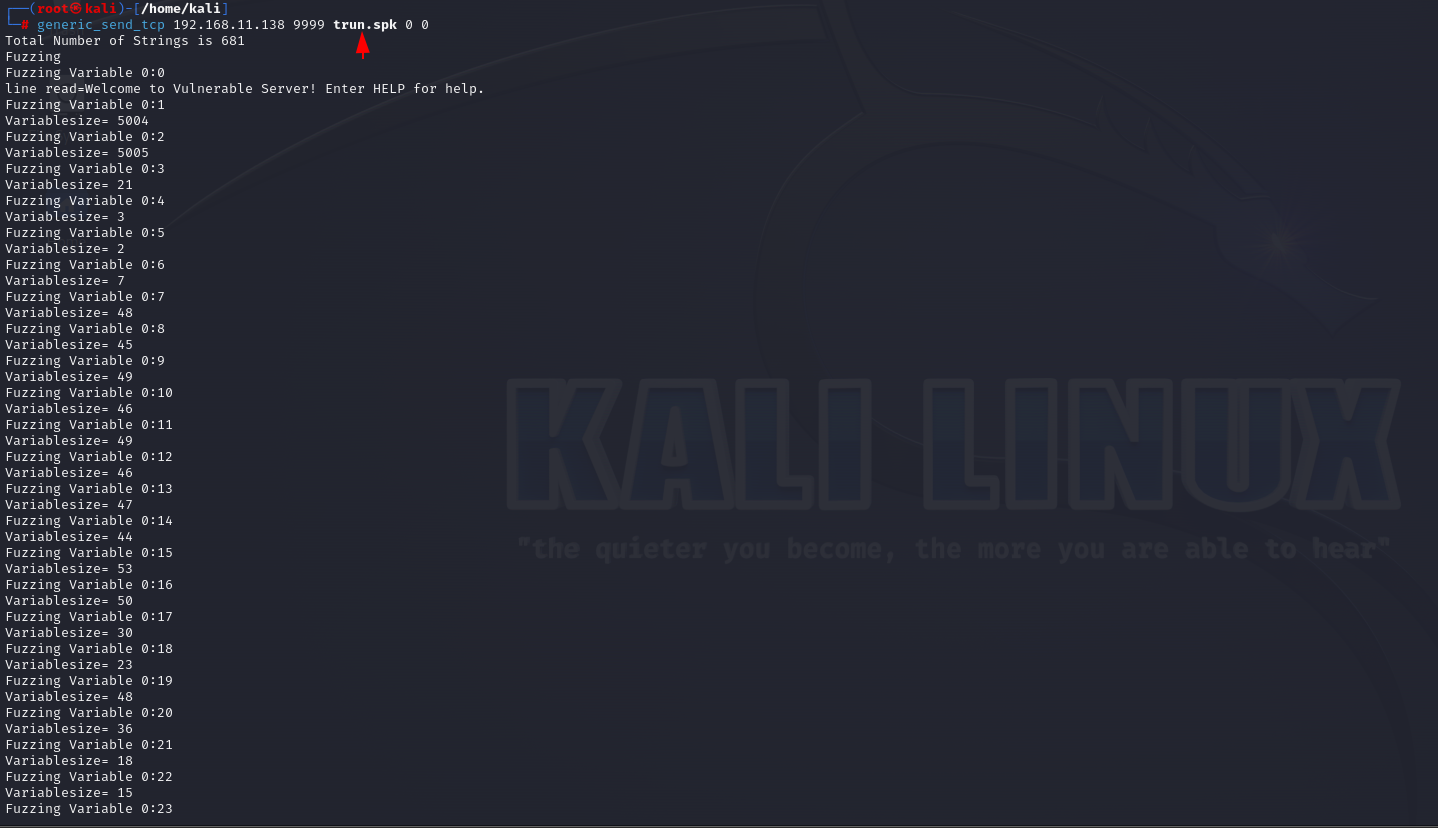 ┌──(root㉿kali)-[/home/kali]
└─# generic_send_tcp 192.168.11.138 9999 trun.spk 0 0
Total Number of Strings is 681
Fuzzing
Fuzzing Variable 0:0
line read=Welcome to Vulnerable Server! Enter HELP for help.
Fuzzing Variable 0:1
Variablesize= 5004
Fuzzing Variable 0:2
Variablesize= 5005
Fuzzing Variable 0:3
Variablesize= 21
Fuzzing Variable 0:4
Variablesize= 3
Fuzzing Variable 0:5
Variablesize= 2
Fuzzing Variable 0:6
Variablesize= 7
Fuzzing Variable 0:7
Variablesize= 48
Fuzzing Variable 0:8
Variablesize= 45
Fuzzing Variable 0:9
Variablesize= 49
Fuzzing Variable 0:10
Variablesize= 46
Fuzzing Variable 0:11
Variablesize= 49
Fuzzing Variable 0:12
Variablesize= 46
Fuzzing Variable 0:13
Variablesize= 47
Fuzzing Variable 0:14
Variablesize= 44
Fuzzing Variable 0:15
Variablesize= 53
Fuzzing Variable 0:16
Variablesize= 50
Fuzzing Variable 0:17
Variablesize= 30
Fuzzing Variable 0:18
Variablesize= 23
Fuzzing Variable 0:19
Variablesize= 48
Fuzzing Variable 0:20
Variablesize= 36
Fuzzing Variable 0:21
Variablesize= 18
Fuzzing Variable 0:22
Variablesize= 15
Fuzzing Variable 0:23
KALI LINUX
"the quieter you become, the more you are able to hear"